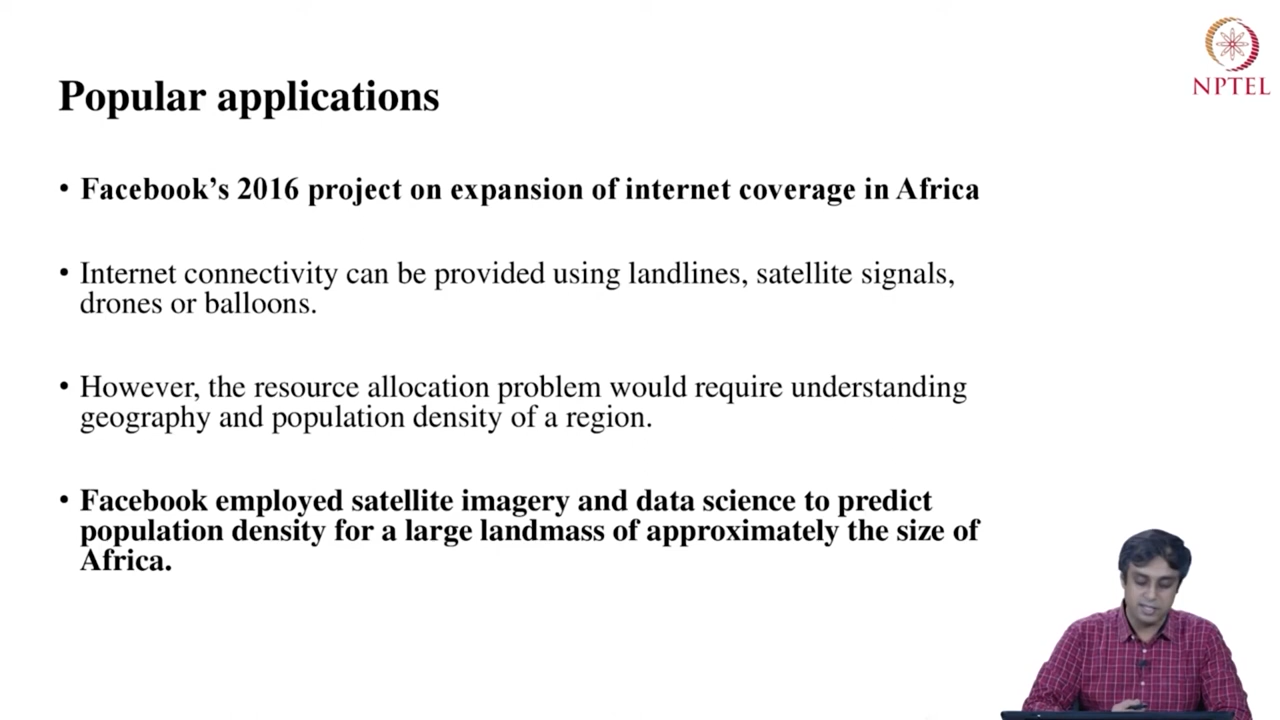 NPTEL
Popular applications
• Facebook's 2016 project on expansion of internet coverage in Africa
• Internet connectivity can be provided using landlines, satellite signals,
drones or balloons.
• However, the resource allocation problem would require understanding
geography and population density of a region.
• Facebook employed satellite imagery and data science to predict
population density for a large landmass of approximately the size of
Africa.